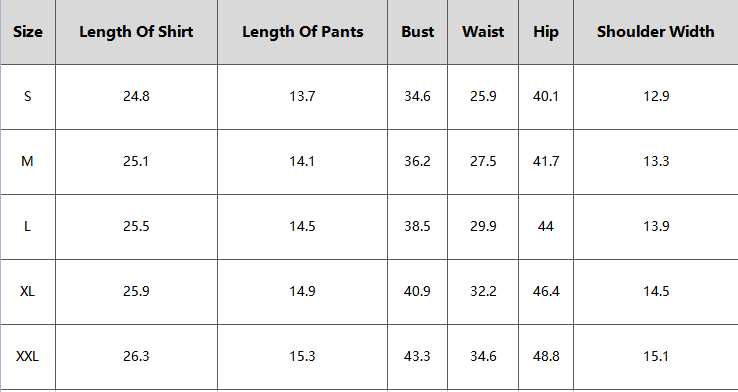 Size Length Of Shirt Length Of Pants Bust Waist Hip Shoulder Width
S 24.8 13.7 34.6 25.9 40.1 12.9
M 25.1 14.1 36.2 27.5 41.7 13.3
L 25.5 14.5 38.5 29.9 44 13.9
XL 25.9 14.9 40.9 32.2 46.4 14.5
XXL 26.3 15.3 43.3 34.6 48.8 15.1